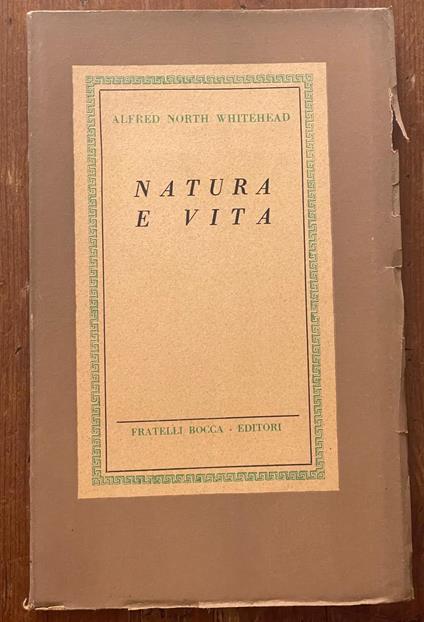 ALFRED NORTH WHITEHEAD
NATURA
E VITA
FRATELLI BOCCA - EDITORI